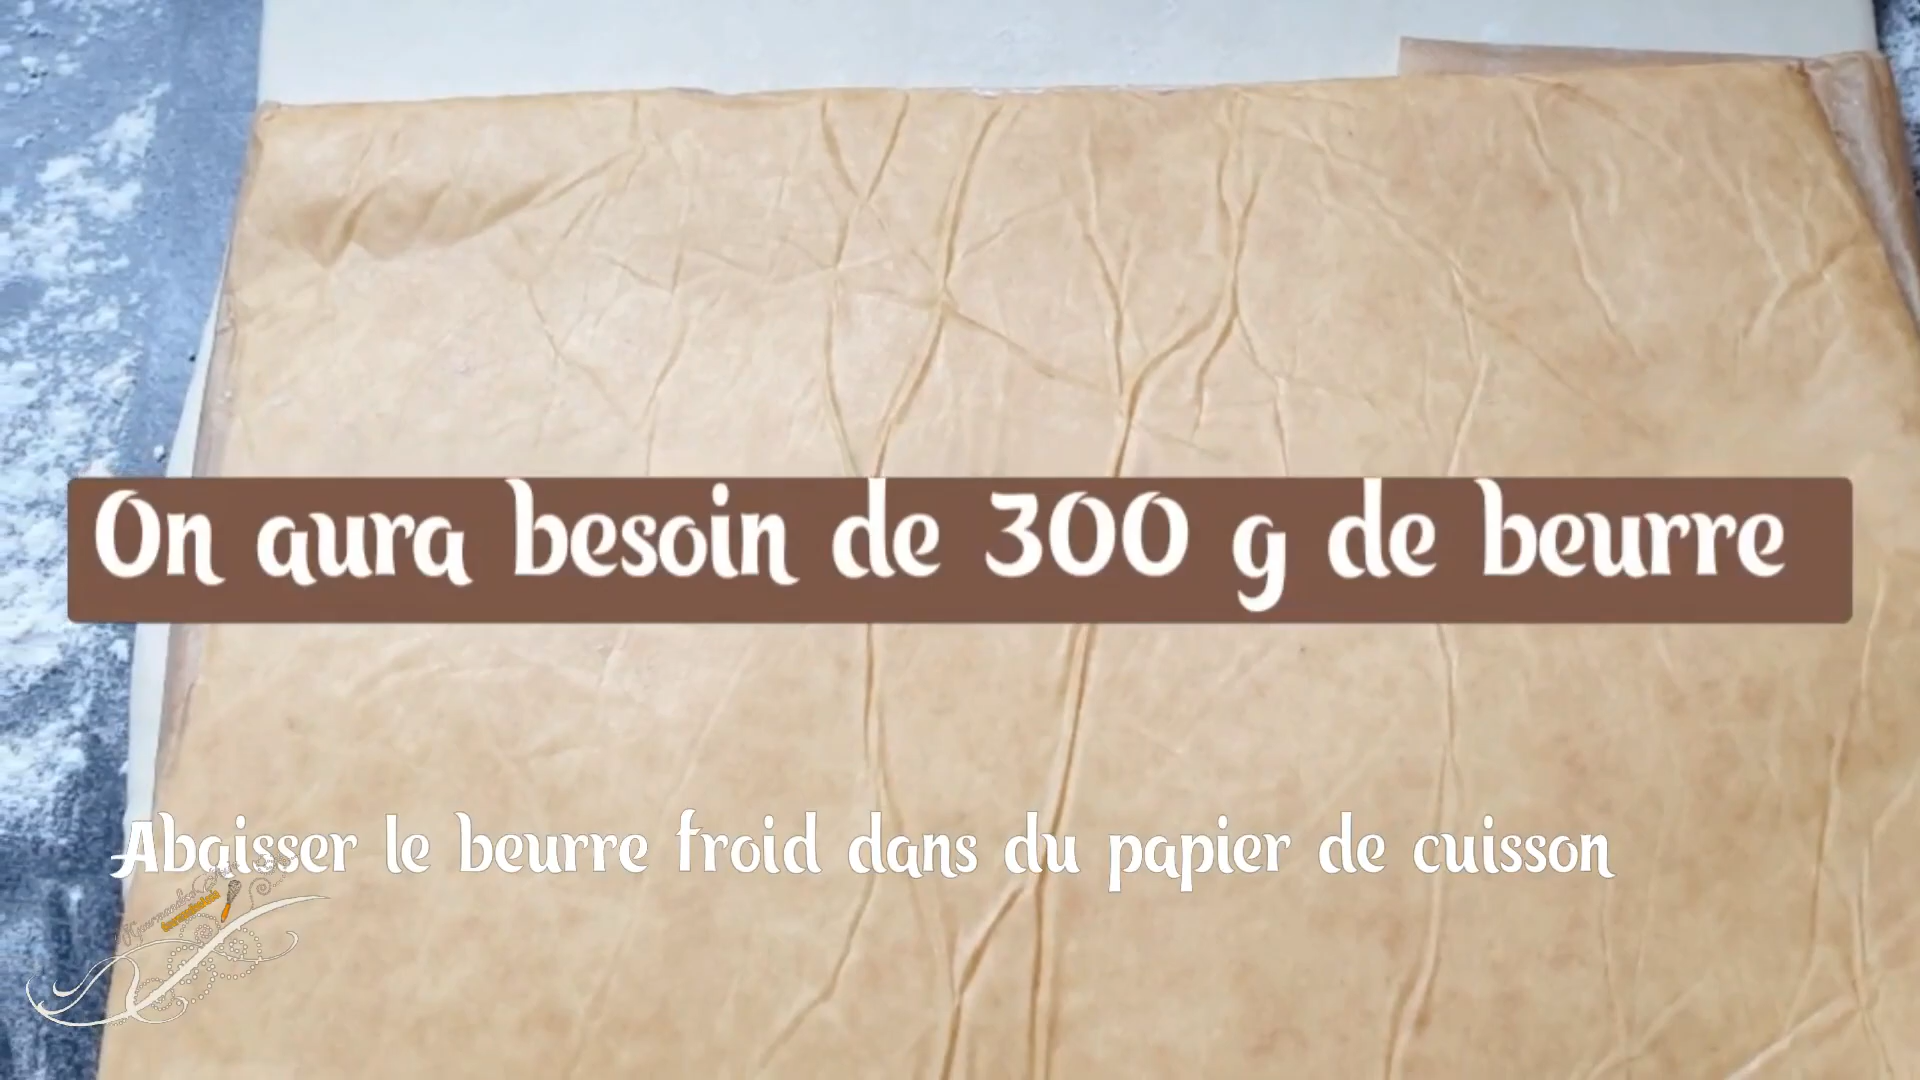 On aura besoin de 300 g de beurre
Abaisser le beurre froid dans du papier de cuisson